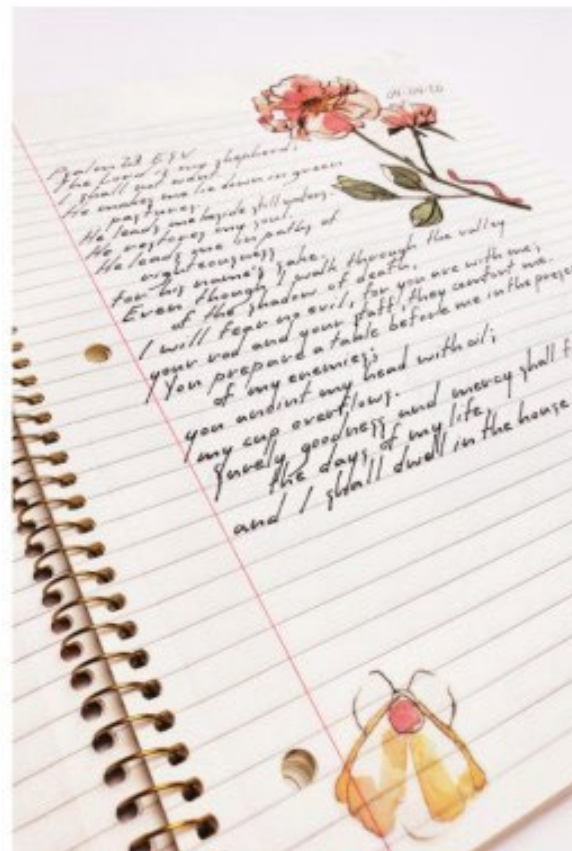 09-04-20
Psalm 23 ESV
The Lord is my shepherd;
I shall not want.
He makes me lie down in green
pastures.
He leads me beside still waters.
He restores my soul.
He leads me in paths of
righteousness
for his name's sake.
Even though I walk through the valley
of the shadow of death,
I will fear no evil, for you are with me;
your rod and your staff, they comfort me.
You prepare a table before me in the prese
of my enemies;
you anoint my head with oil;
my cup overflows.
Surely goodness and mercy shall f
the days of my life,
and I shall dwell in the house